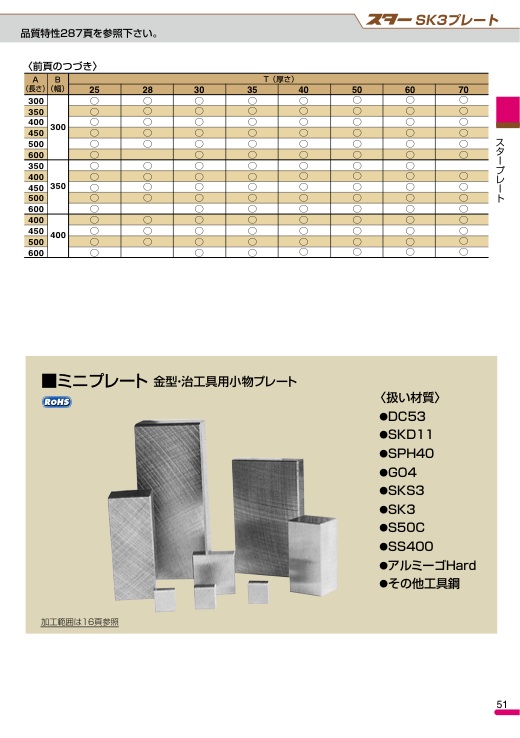 スター SK3プレート
品質特性287頁を参照下さい。
〈前頁のつづき〉
A（長さ） B（幅） T（厚さ）
25 28 30 35 40 50 60 70
300 300 ○ ○ ○ ○ ○ ○ ○ ○
350 ○ ○ ○ ○ ○ ○ ○ ○
400 ○ ○ ○ ○ ○ ○ ○ ○
450 ○ ○ ○ ○ ○ ○ ○ ○
500 ○ ○ ○ ○ ○ ○ ○ ○
600 ○ ○ ○ ○ ○ ○ ○
350 350 ○ ○ ○ ○ ○ ○ ○
400 ○ ○ ○ ○ ○ ○ ○ ○
450 ○ ○ ○ ○ ○ ○ ○ ○
500 ○ ○ ○ ○ ○ ○ ○ ○
600 ○ ○ ○ ○ ○ ○ ○
400 400 ○ ○ ○ ○ ○ ○ ○ ○
450 ○ ○ ○ ○ ○ ○ ○ ○
500 ○ ○ ○ ○ ○ ○ ○ ○
600 ○ ○ ○ ○ ○ ○ ○
スタープレート
■ミニプレート 金型・治工具用小物プレート
RoHS
〈扱い材質〉
●DC53
●SKD11
●SPH40
●GO4
●SKS3
●SK3
●S50C
●SS400
●アルミーゴHard
●その他工具鋼
加工範囲は16頁参照
51